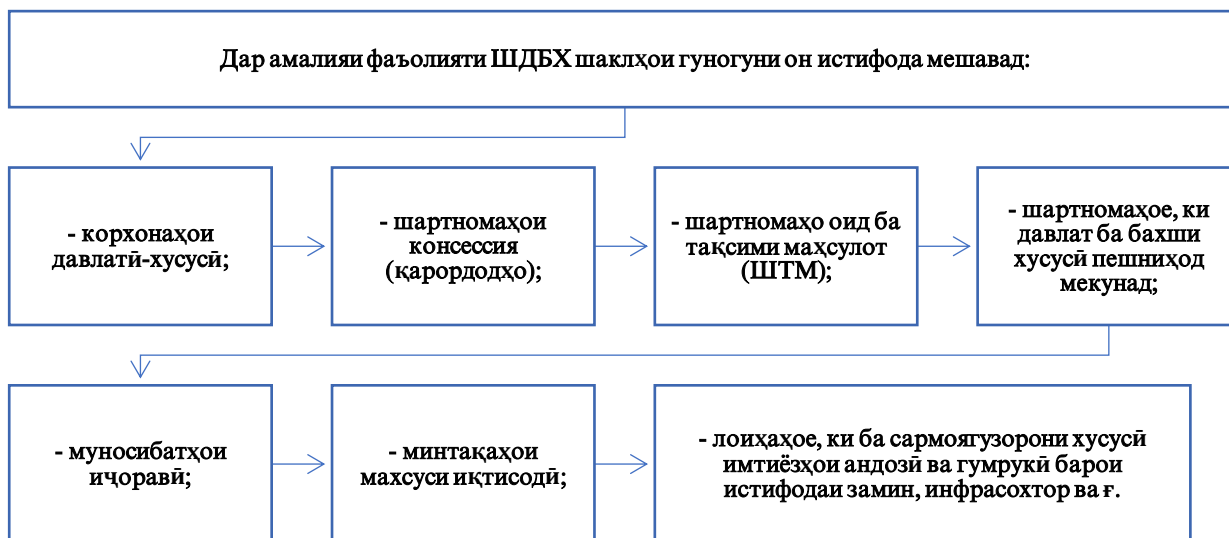 Дар амалияи фаъолияти ШДБХ шаклҳои гуногуни он истифода мешавад:
- корхонаҳои
давлатӣ-хусусӣ;
- шартномаҳои
консессия
(қарордодҳо);
- шартномаҳо оид ба
тақсими маҳсулот
(ШТМ);
- шартномаҳое, ки
давлат ба бахши
хусусӣ пешниҳод
мекунад;
- муносибатҳои
иҷоравӣ;
- минтақаҳои
махсуси иқтисодӣ;
- лоиҳаҳое, ки ба сармоягузорони хусусӣ
имтиёзҳои андозӣ ва гумрукӣ барои
истифодаи замин, инфрасохтор ва ғ.